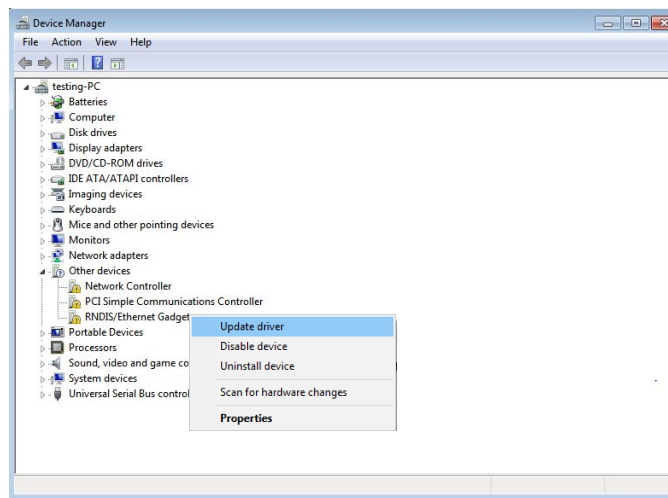 Device Manager
File Action View Help
testing-PC
Batteries
Computer
Disk drives
Display adapters
DVD/CD-ROM drives
IDE ATA/ATAPI controllers
Imaging devices
Keyboards
Mice and other pointing devices
Monitors
Network adapters
Other devices
Network Controller
PCI Simple Communications Controller
RNDIS/Ethernet Gadget
Portable Devices
Processors
Sound, video and game co
System devices
Universal Serial Bus control
Update driver
Disable device
Uninstall device
Scan for hardware changes
Properties